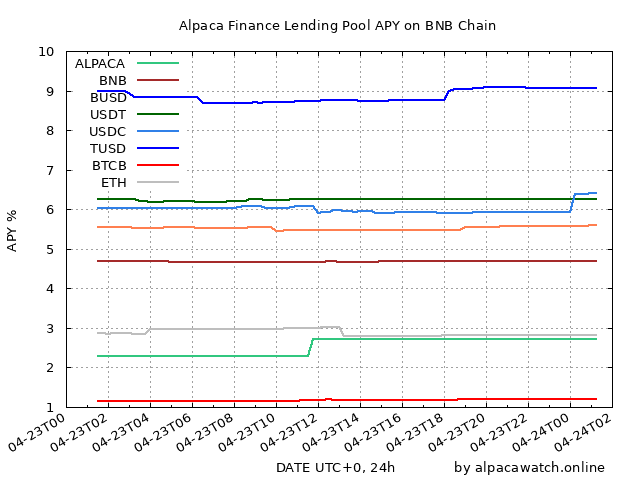 Alpaca Finance Lending Pool APY on BNB Chain
10
9
8
7
6
5
4
3
2
1
APY %
ALPACA
BNB
BUSD
USDT
USDC
TUSD
BTCB
ETH
04-23T00
04-23T02
04-23T04
04-23T06
04-23T08
04-23T10
04-23T12
04-23T14
04-23T16
04-23T18
04-23T20
04-23T22
04-24T00
04-24T02
DATE UTC+0, 24h
by alpacawatch.online